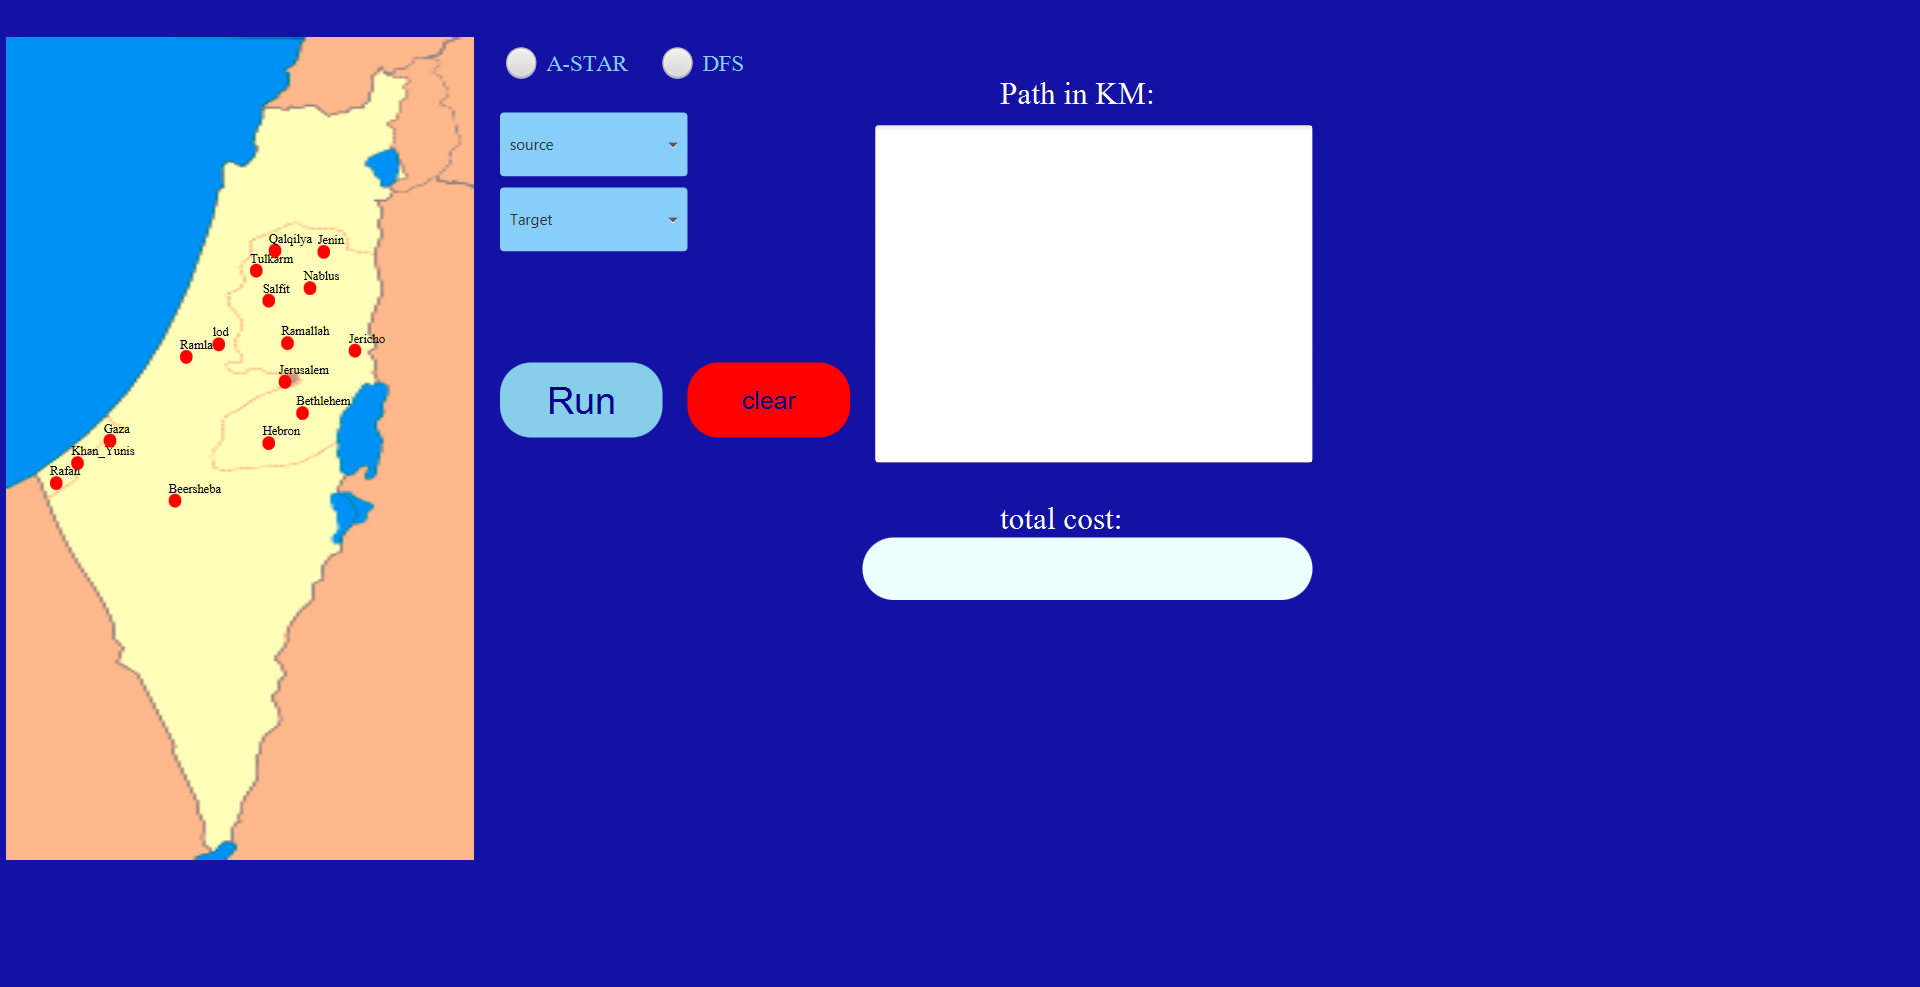 A-STAR
DFS
Path in KM:
source
Target
Qalqilya
Jenin
Tulkarm
Nablus
Salfit
lod
Ramallah
Ramla
Jericho
Jerusalem
Bethlehem
Gaza
Hebron
Khan_Yunis
Rafah
Beersheba
Run
clear
total cost: